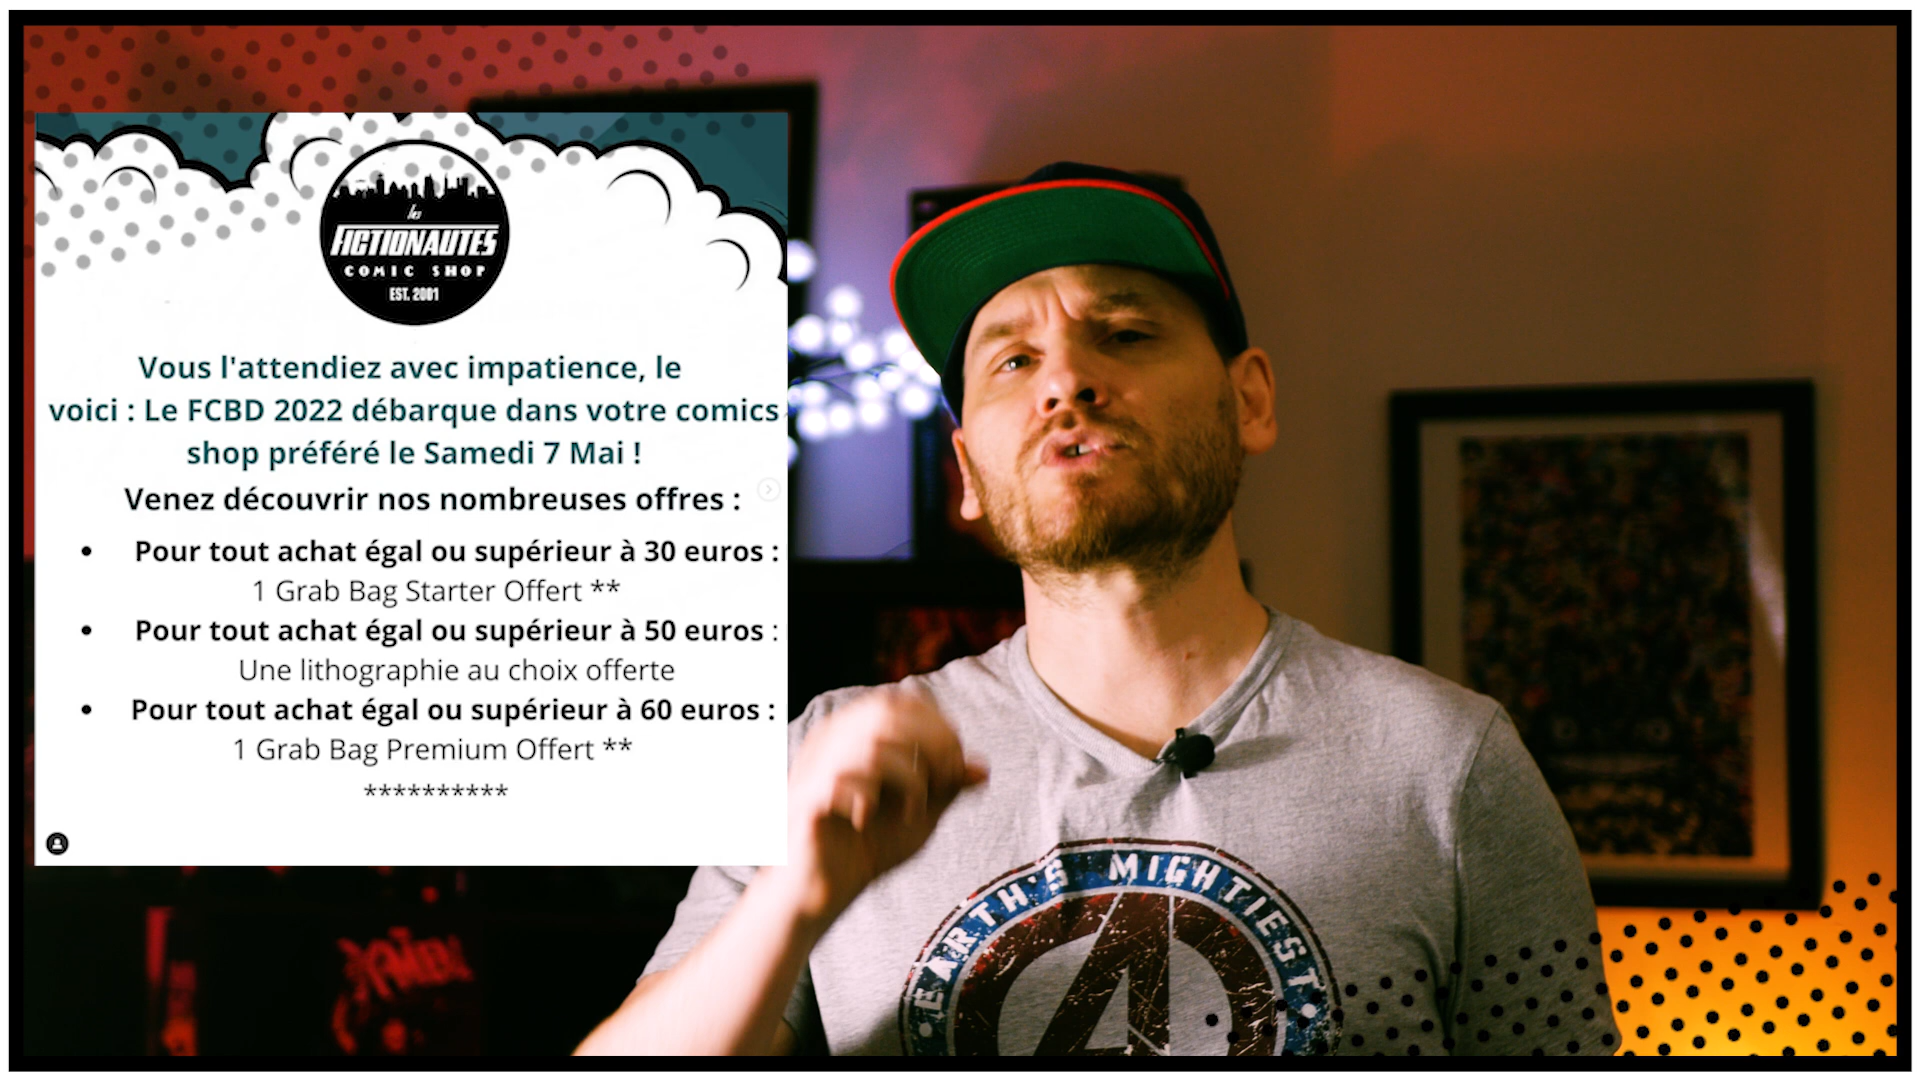 les
FICTIONAUTES
COMIC SHOP
EST. 2001
Vous l'attendiez avec impatience, le
voici : Le FCBD 2022 débarque dans votre comics
shop préféré le Samedi 7 Mai !
Venez découvrir nos nombreuses offres :
• Pour tout achat égal ou supérieur à 30 euros :
1 Grab Bag Starter Offert **
• Pour tout achat égal ou supérieur à 50 euros :
Une lithographie au choix offerte
• Pour tout achat égal ou supérieur à 60 euros :
1 Grab Bag Premium Offert **
**********
EARTH'S MIGHTIEST